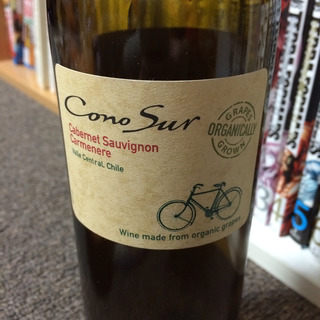 Cono Sur
GRAPES
ORGANICALLY
GROWN
Cabernet Sauvignon
Carmenere
Valle Central, Chile
Wine made from organic grapes